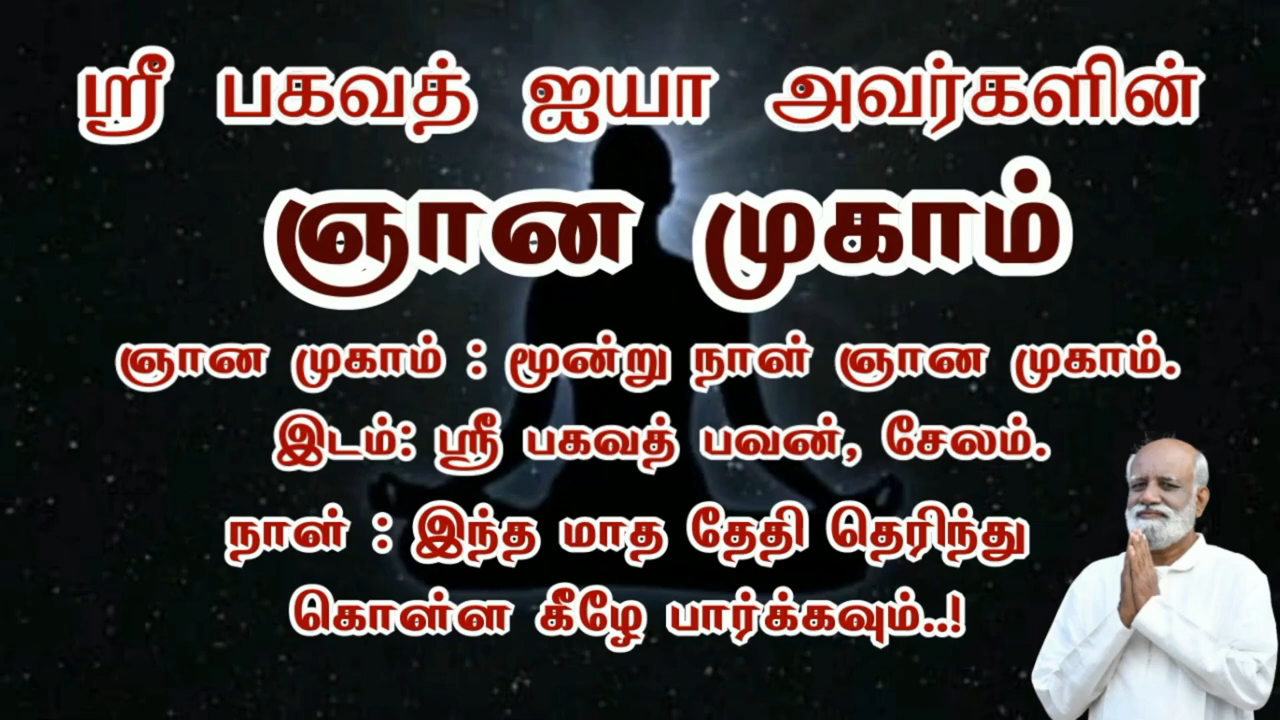 ஸ்ரீ பகவத் ஐயா அவர்களின்
ஞான முகாம்
ஞான முகாம் : மூன்று நாள் ஞான முகாம்.
இடம்: ஸ்ரீ பகவத் பவன், சேலம்.
நாள் : இந்த மாத தேதி தெரிந்து
கொள்ள கீழே பார்க்கவும்..!